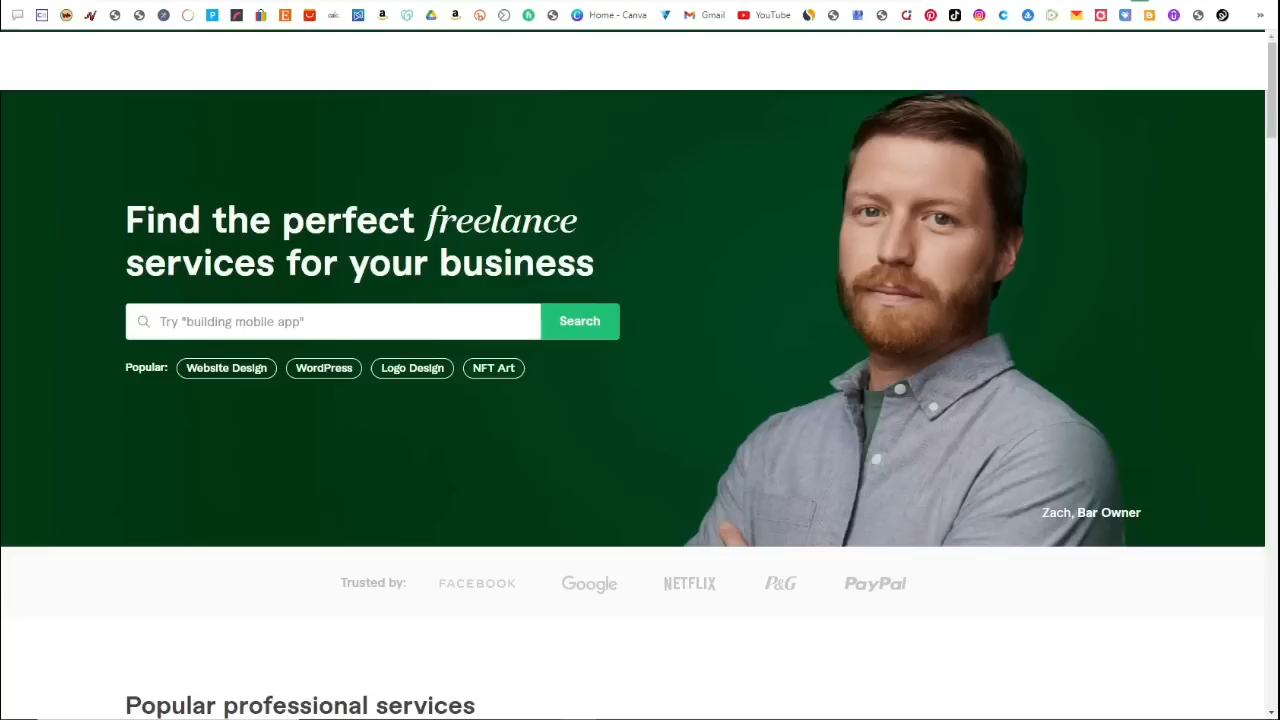 Home - Canva
Gmail
YouTube
»
Find the perfect freelance
services for your business
Try "building mobile app"
Search
Popular:
Website Design
WordPress
Logo Design
NFT Art
Zach, Bar Owner
Trusted by:
FACEBOOK
Google
NETFLIX
P&G
PayPal
Popular professional services